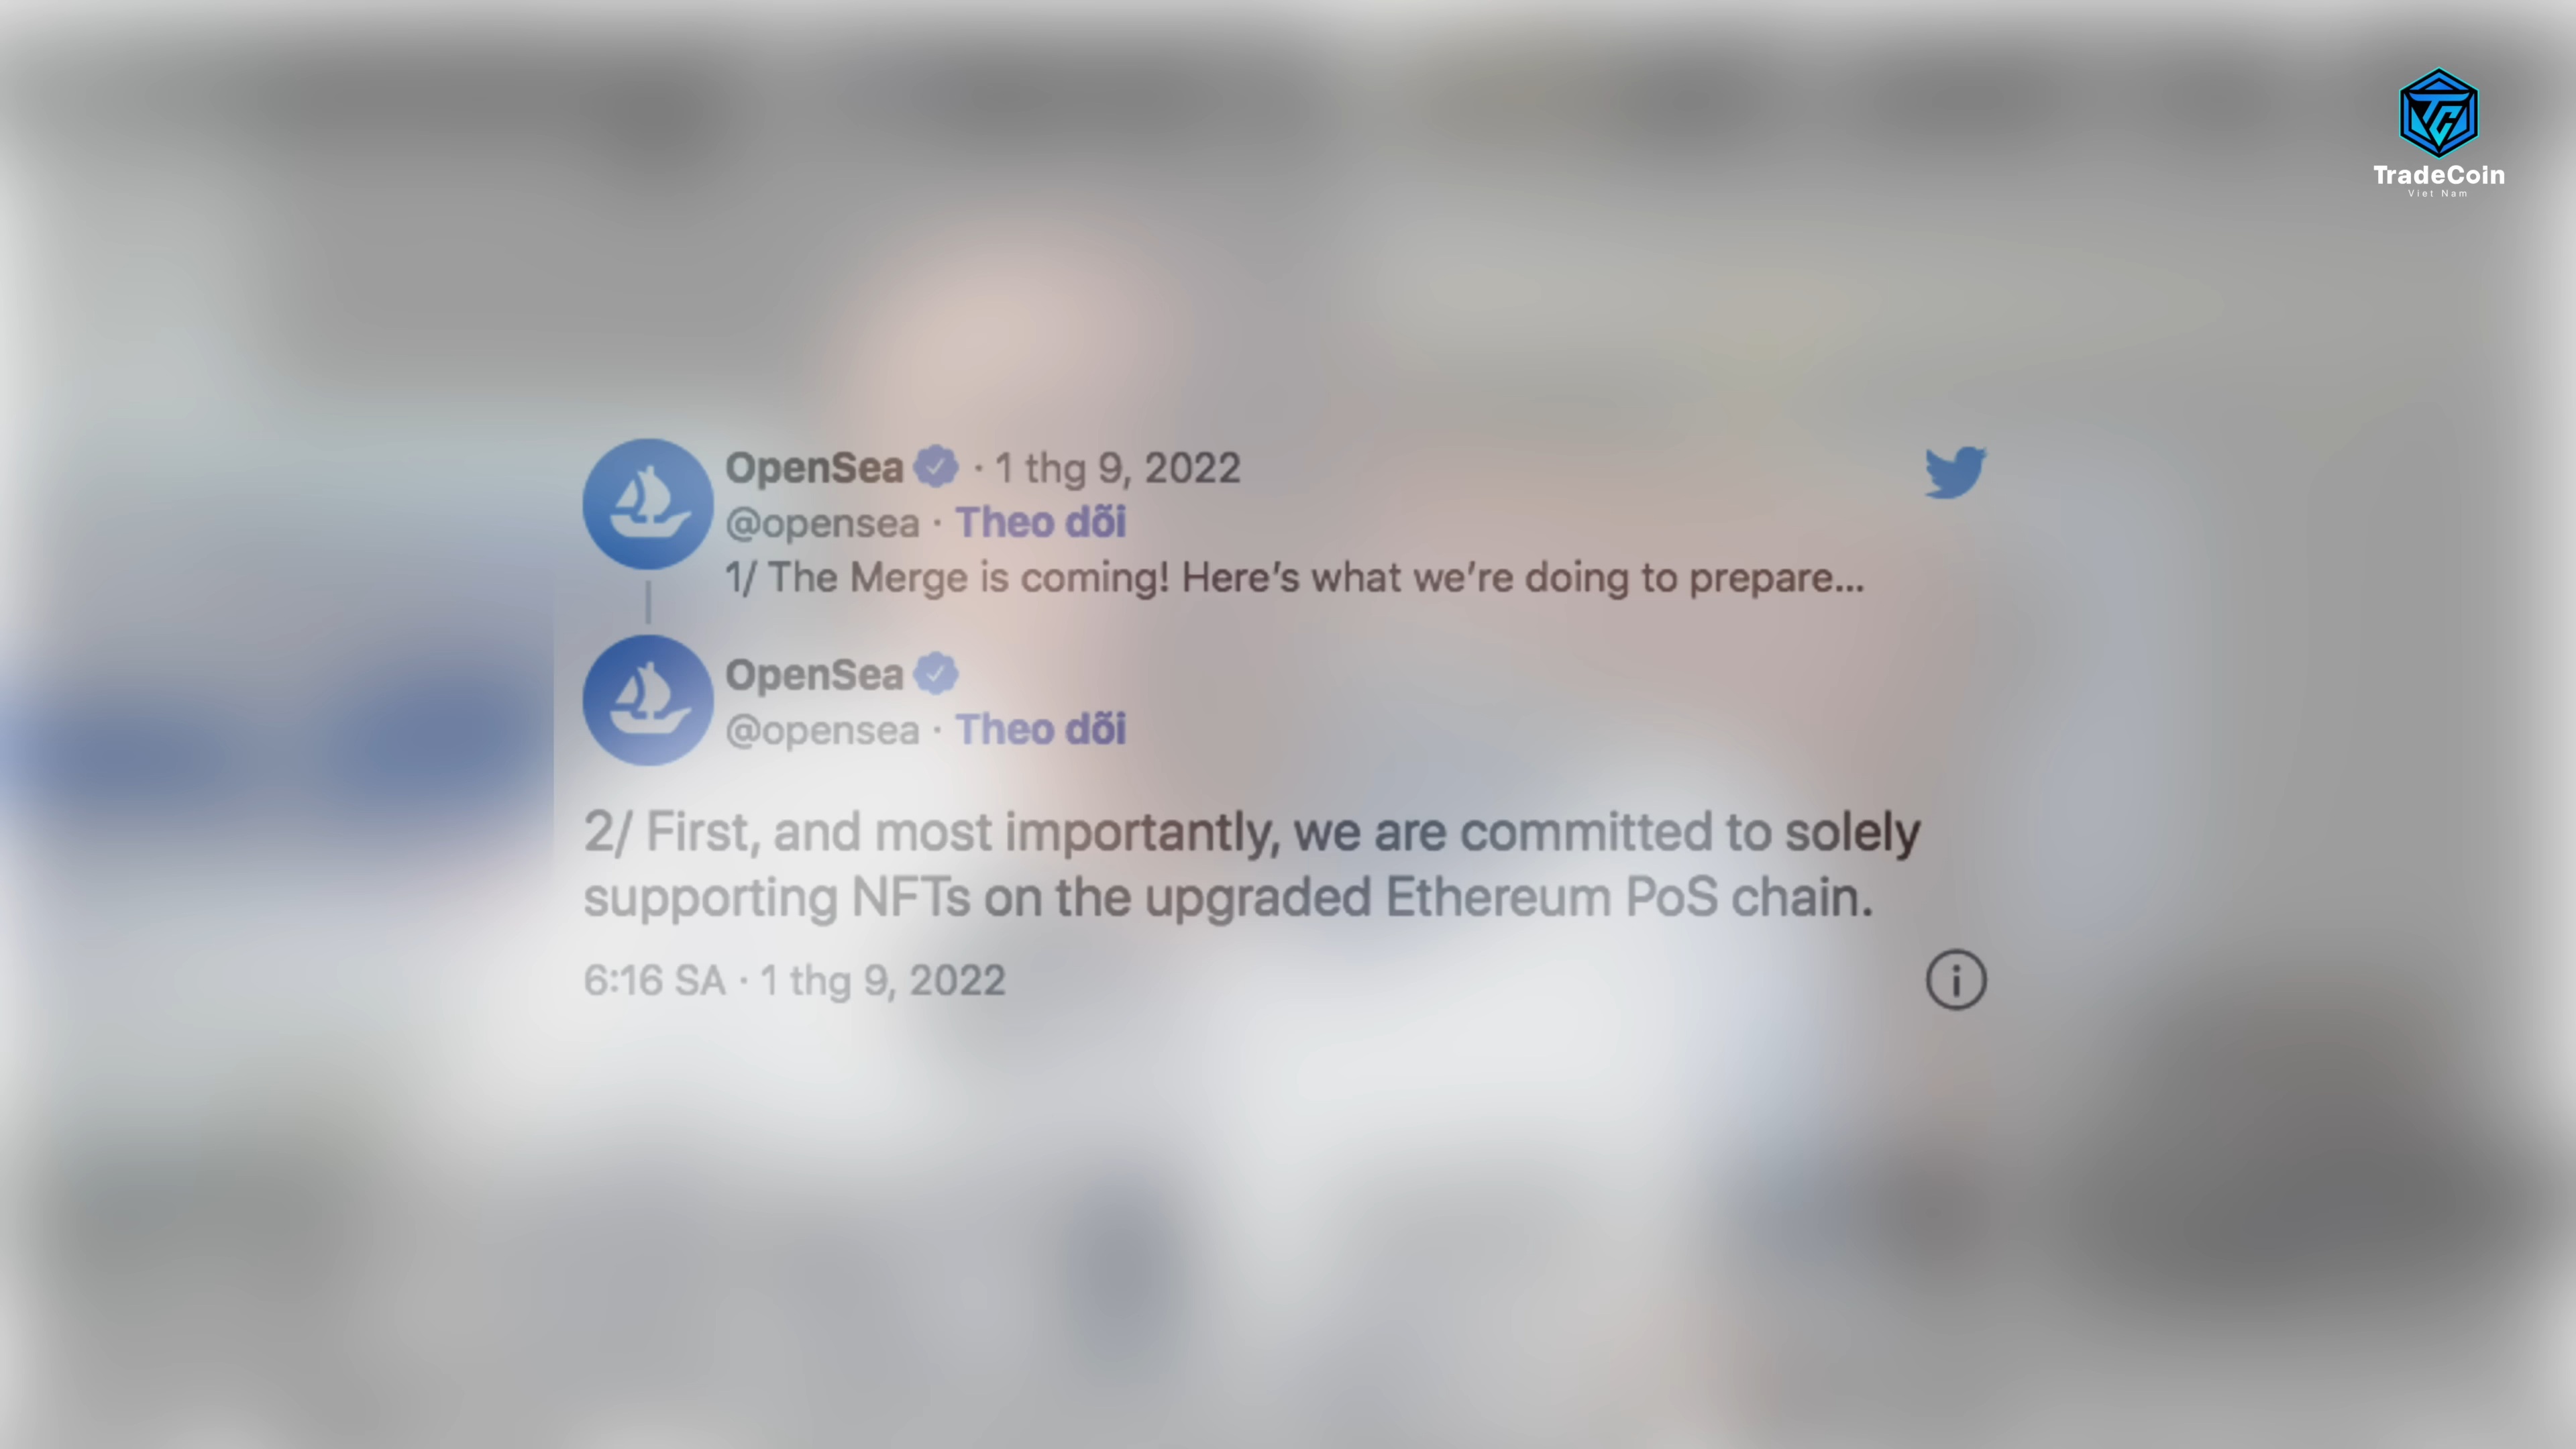 TradeCoin
Viet Nam
OpenSea · 1 thg 9, 2022
@opensea · Theo dõi
1/ The Merge is coming! Here’s what we’re doing to prepare...
OpenSea
@opensea · Theo dõi
2/ First, and most importantly, we are committed to solely
supporting NFTs on the upgraded Ethereum PoS chain.
6:16 SA · 1 thg 9, 2022